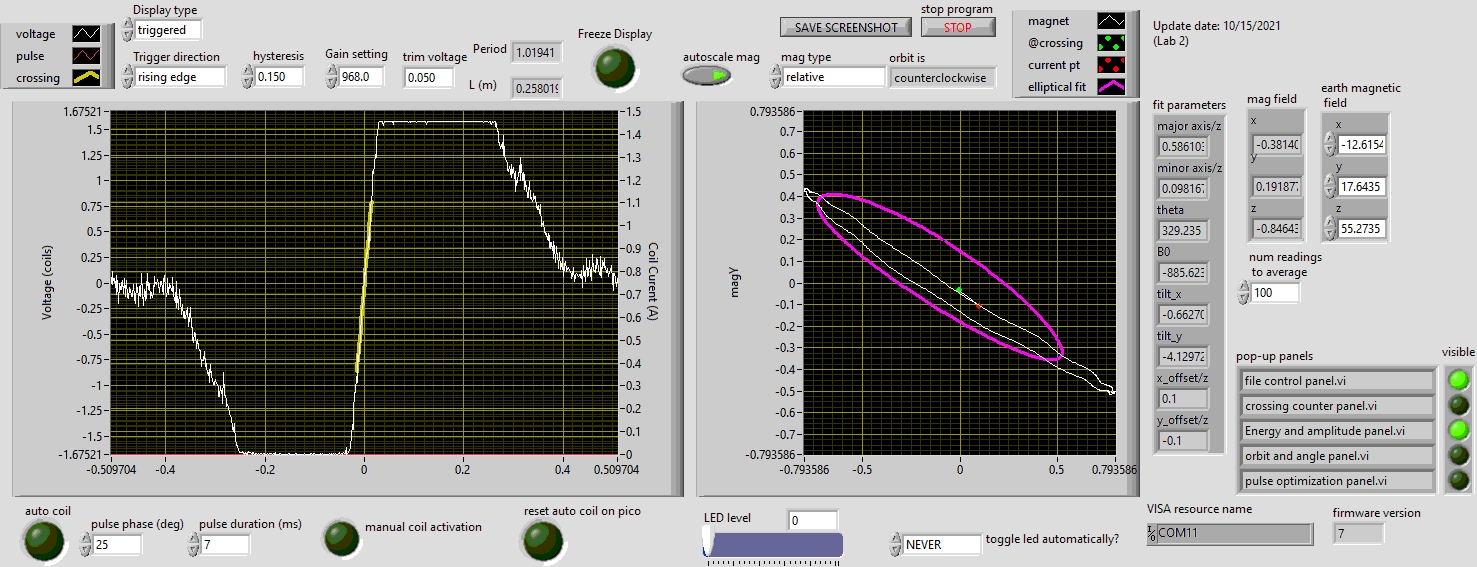 voltage
pulse
crossing
Display type
triggered
Trigger direction
rising edge
hysteresis
0.150
Gain setting
968.0
trim voltage
0.050
Period
1.01941
L (m)
0.258019
Freeze Display
SAVE SCREENSHOT
stop program
STOP
autoscale mag
mag type
relative
orbit is
counterclockwise
magnet
@crossing
current pt
elliptical fit
Update date: 10/15/2021
(Lab 2)
1.67521
1.5
1.25
1
0.75
0.5
0.25
0
-0.25
-0.5
-0.75
-1
-1.25
-1.5
-1.67521
Voltage (coils)
-0.509704
-0.4
-0.2
0
0.2
0.4
0.509704
1.5
1.4
1.3
1.2
1.1
1
0.9
0.8
0.7
0.6
0.5
0.4
0.3
0.2
0.1
0
Coil Current (A)
0.793586
0.7
0.6
0.5
0.4
0.3
0.2
0.1
0
-0.1
-0.2
-0.3
-0.4
-0.5
-0.6
-0.7
-0.793586
magy
-0.793586
-0.5
0
0.5
0.793586
fit parameters
major axis/z
0.58610
minor axis/z
0.09816
theta
329.235
B0
-885.623
tilt_x
-0.66270
tilt_y
-4.12972
x_offset/z
0.1
y_offset/z
-0.1
mag field
x
-0.38140
y
0.191877
z
-0.84643
earth magnetic
field
x
-12.6154
y
17.6435
z
55.2735
num readings
to average
100
pop-up panels
visible
file control panel.vi
crossing counter panel.vi
Energy and amplitude panel.vi
orbit and angle panel.vi
pulse optimization panel.vi
auto coil
pulse phase (deg)
25
pulse duration (ms)
7
manual coil activation
reset auto coil on pico
LED level
0
NEVER
toggle led automatically?
VISA resource name
COM11
firmware version
7